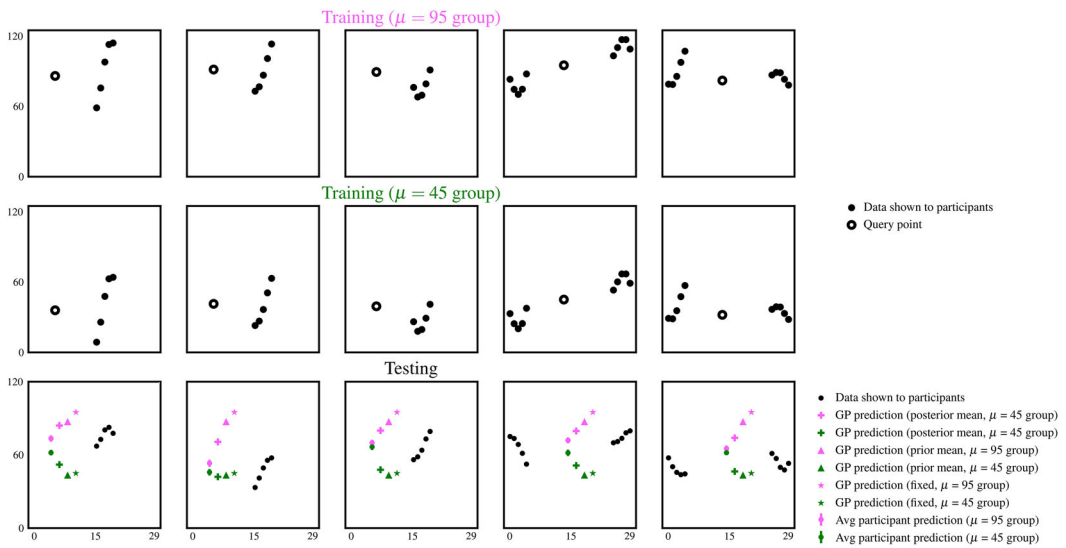 Training (μ = 95 group)
120
60
0
Training (μ = 45 group)
120
60
0
Data shown to participants
Query point
Testing
120
60
0
0 15 29 0 15 29 0 15 29 0 15 29 0 15 29
Data shown to participants
GP prediction (posterior mean, μ = 45 group)
GP prediction (posterior mean, μ = 45 group)
GP prediction (prior mean, μ = 95 group)
GP prediction (prior mean, μ = 45 group)
GP prediction (fixed, μ = 95 group)
GP prediction (fixed, μ = 45 group)
Avg participant prediction (μ = 95 group)
Avg participant prediction (μ = 45 group)